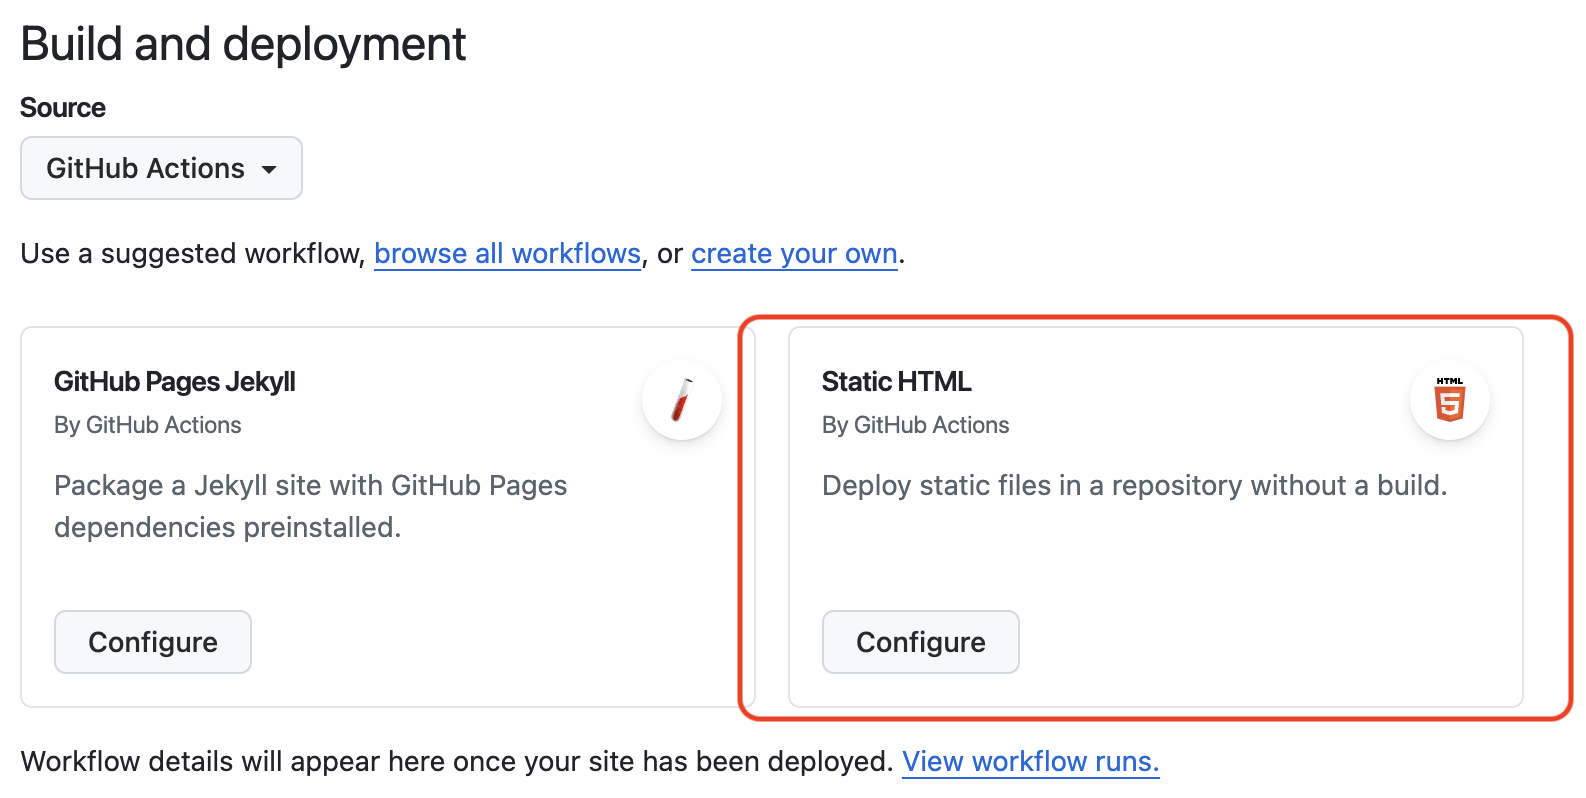 Build and deployment
Source
GitHub Actions
Use a suggested workflow, browse all workflows, or create your own.
GitHub Pages Jekyll
By GitHub Actions
Package a Jekyll site with GitHub Pages
dependencies preinstalled.
Configure
Static HTML
By GitHub Actions
HTML
5
Deploy static files in a repository without a build.
Configure
Workflow details will appear here once your site has been deployed. View workflow runs.